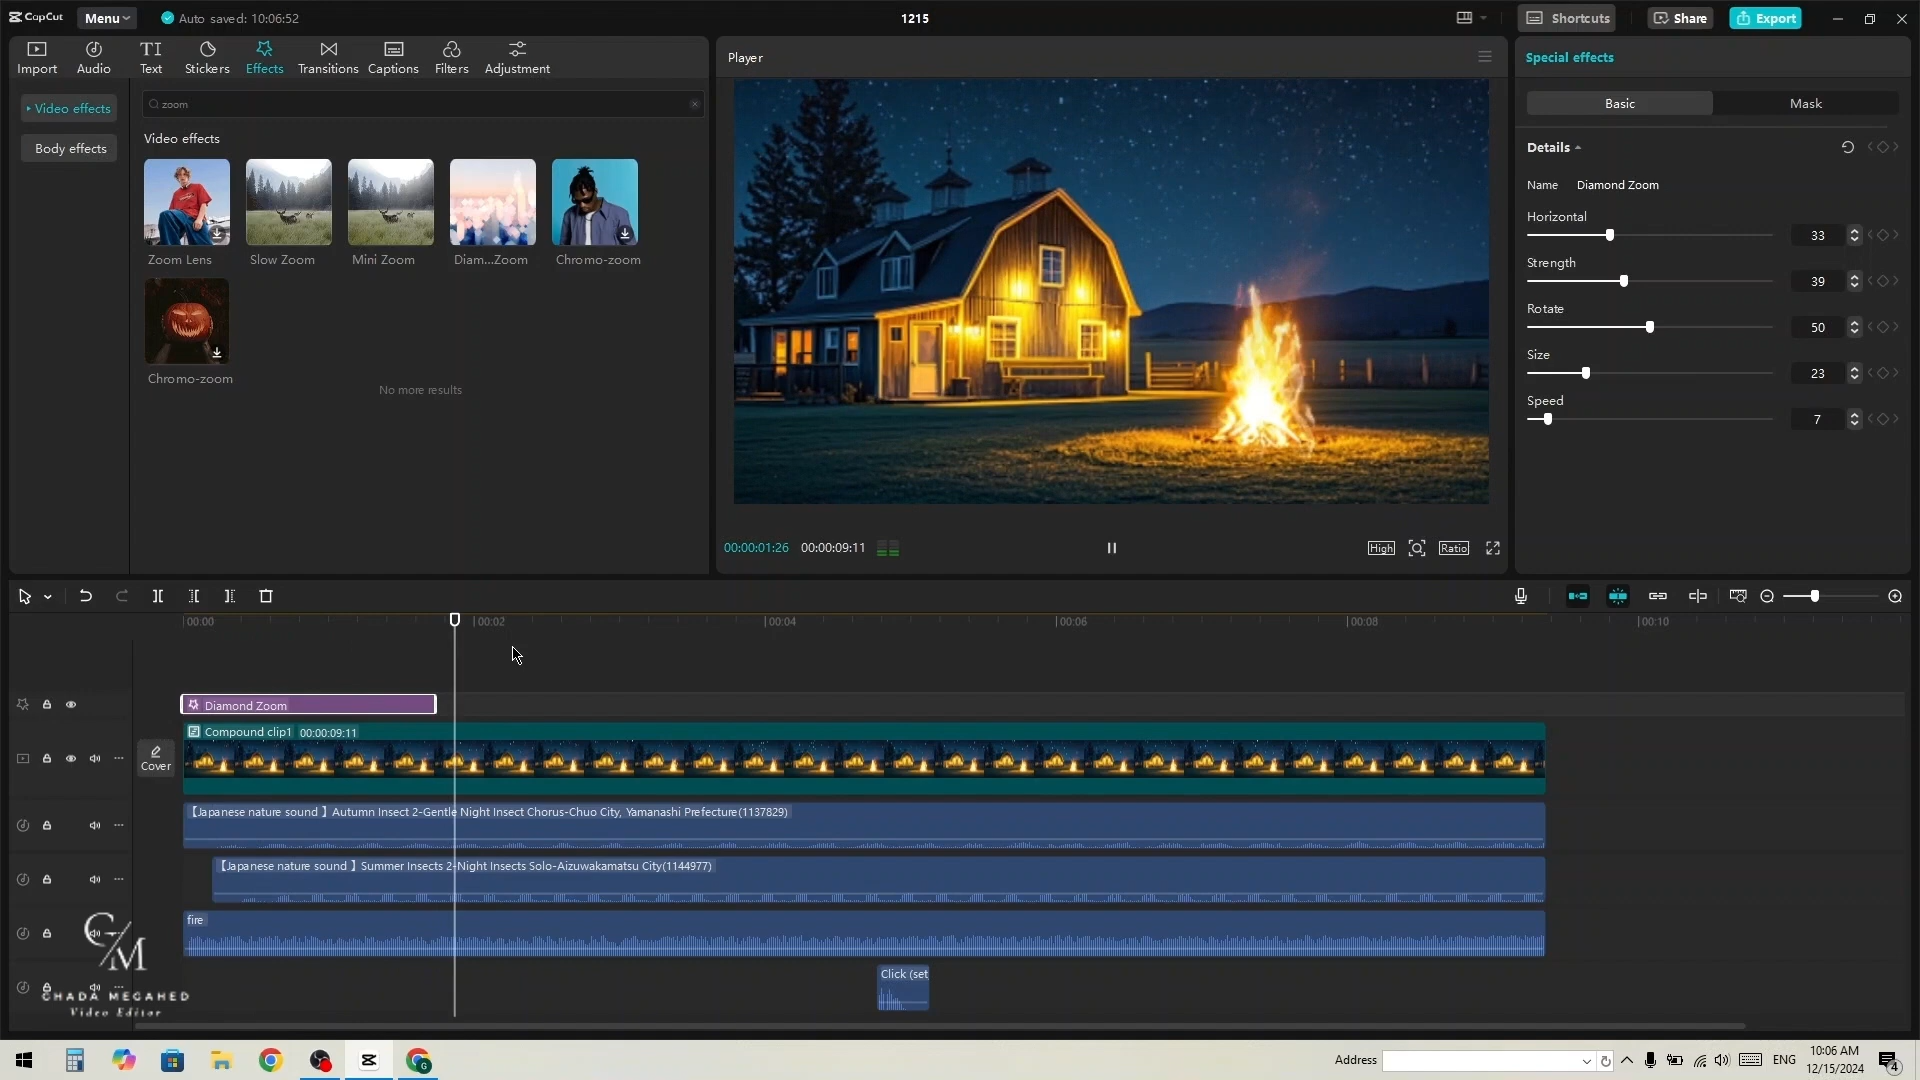 CapCut
Menu
Auto saved: 10:06:52
1215
Shortcuts
Share
Export
Import
Audio
TI
Text
Stickers
Effects
Transitions
Captions
Filters
Adjustment
Video effects
Body effects
zoom
Video effects
Zoom Lens
Slow Zoom
Mini Zoom
Diam...Zoom
Chromo-zoom
Chromo-zoom
No more results
Player
00:00:01:26
00:00:09:11
High
Ratio
Special effects
Basic
Mask
Details
Name
Diamond Zoom
Horizontal
33
Strength
39
Rotate
50
Size
23
Speed
7
00:00
00:02
00:04
00:06
00:08
00:10
Diamond Zoom
Compound clip1 00:00:09:11
Cover
【Japanese nature sound 】Autumn Insect 2-Gentle Night Insect Chorus-Chuo City, Yamanashi Prefecture(1137829)
【Japanese nature sound 】Summer Insects 2-Night Insects Solo-Aizuwakamatsu City(1144977)
fire
Click (set
G/M
GHADA MEGAHED
Video Editor
Address
ENG
10:06 AM
12/15/2024
4